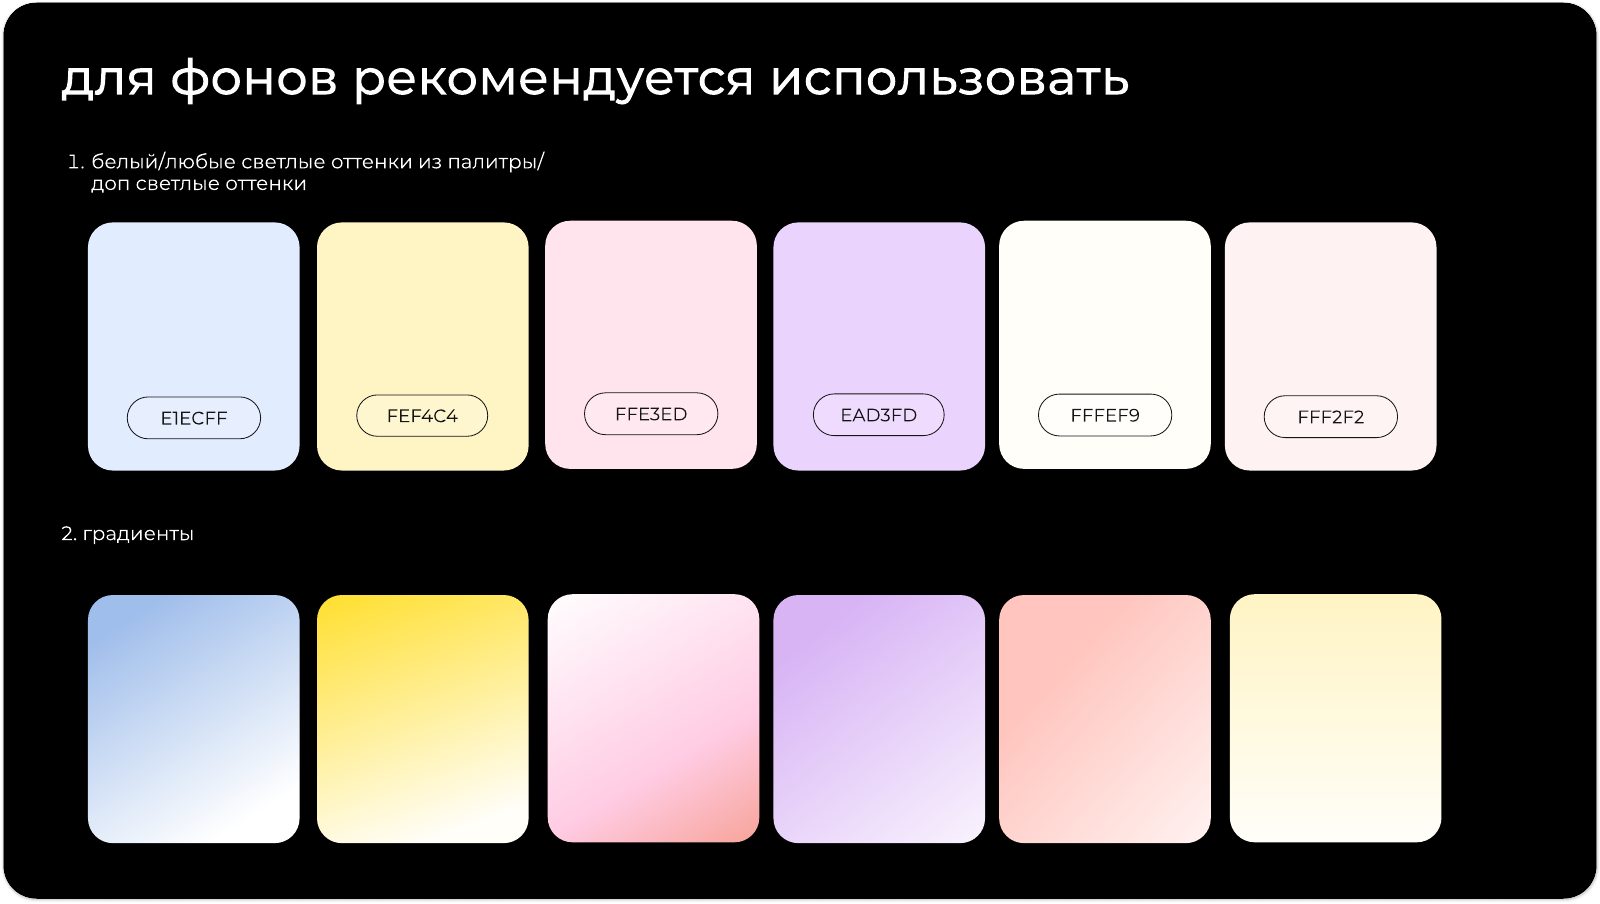 для фонов рекомендуется использовать
1. белый/любые светлые оттенки из палитры/
доп светлые оттенки
E1ECFF
FEF4C4
FFE3ED
EAD3FD
FFFEF9
FFF2F2
2. градиенты